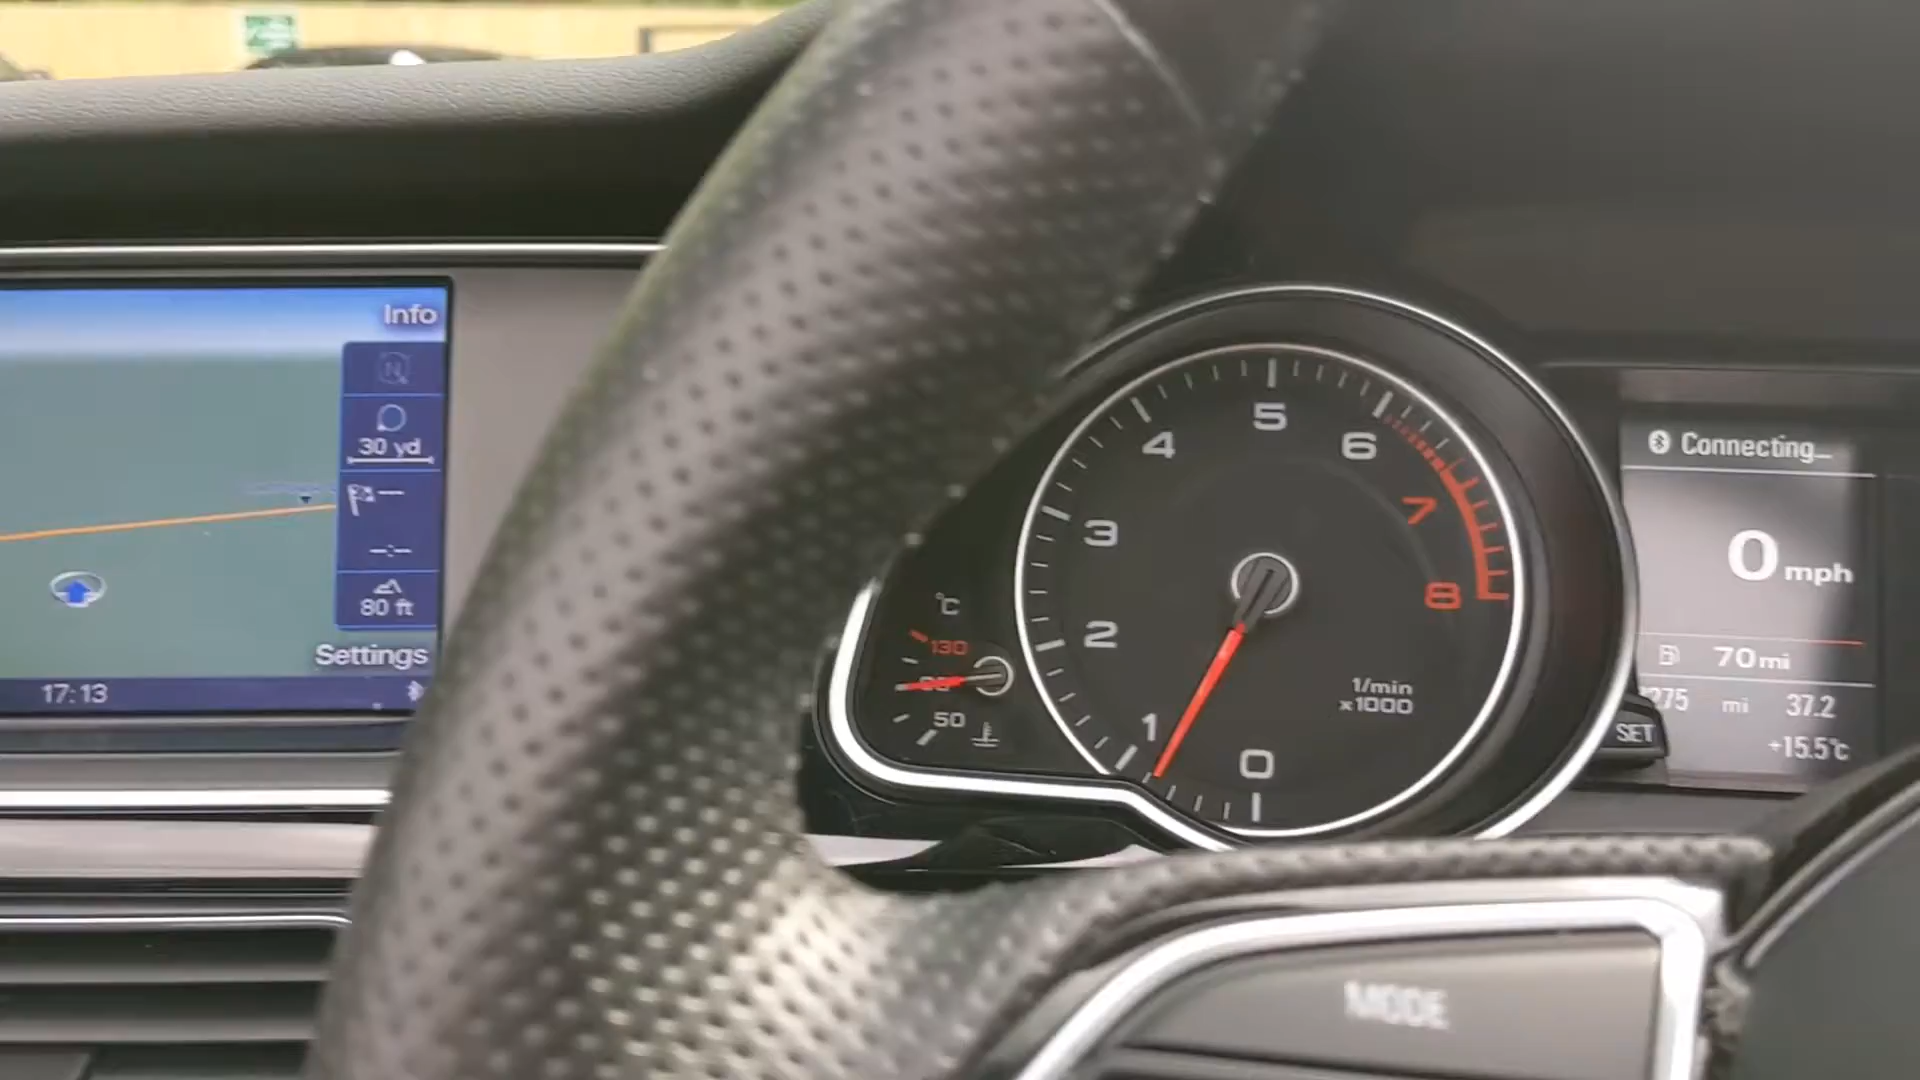 Info
N
30 yd
--
--:--
80 ft
Settings
17:13
°C
130
50
0
1
2
3
4
5
6
7
8
1/min
x1000
Connecting...
0 mph
70 mi
275 mi 37.2
+15.5°C
SET
MODE